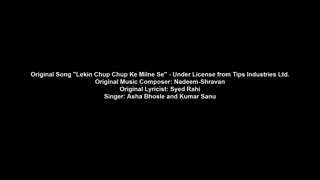 Original Song "Lekin Chup Chup Ke Milne Se" - Under License from Tips Industries Ltd.
Original Music Composer: Nadeem-Shravan
Original Lyricist: Syed Rahi
Singer: Asha Bhosle and Kumar Sanu